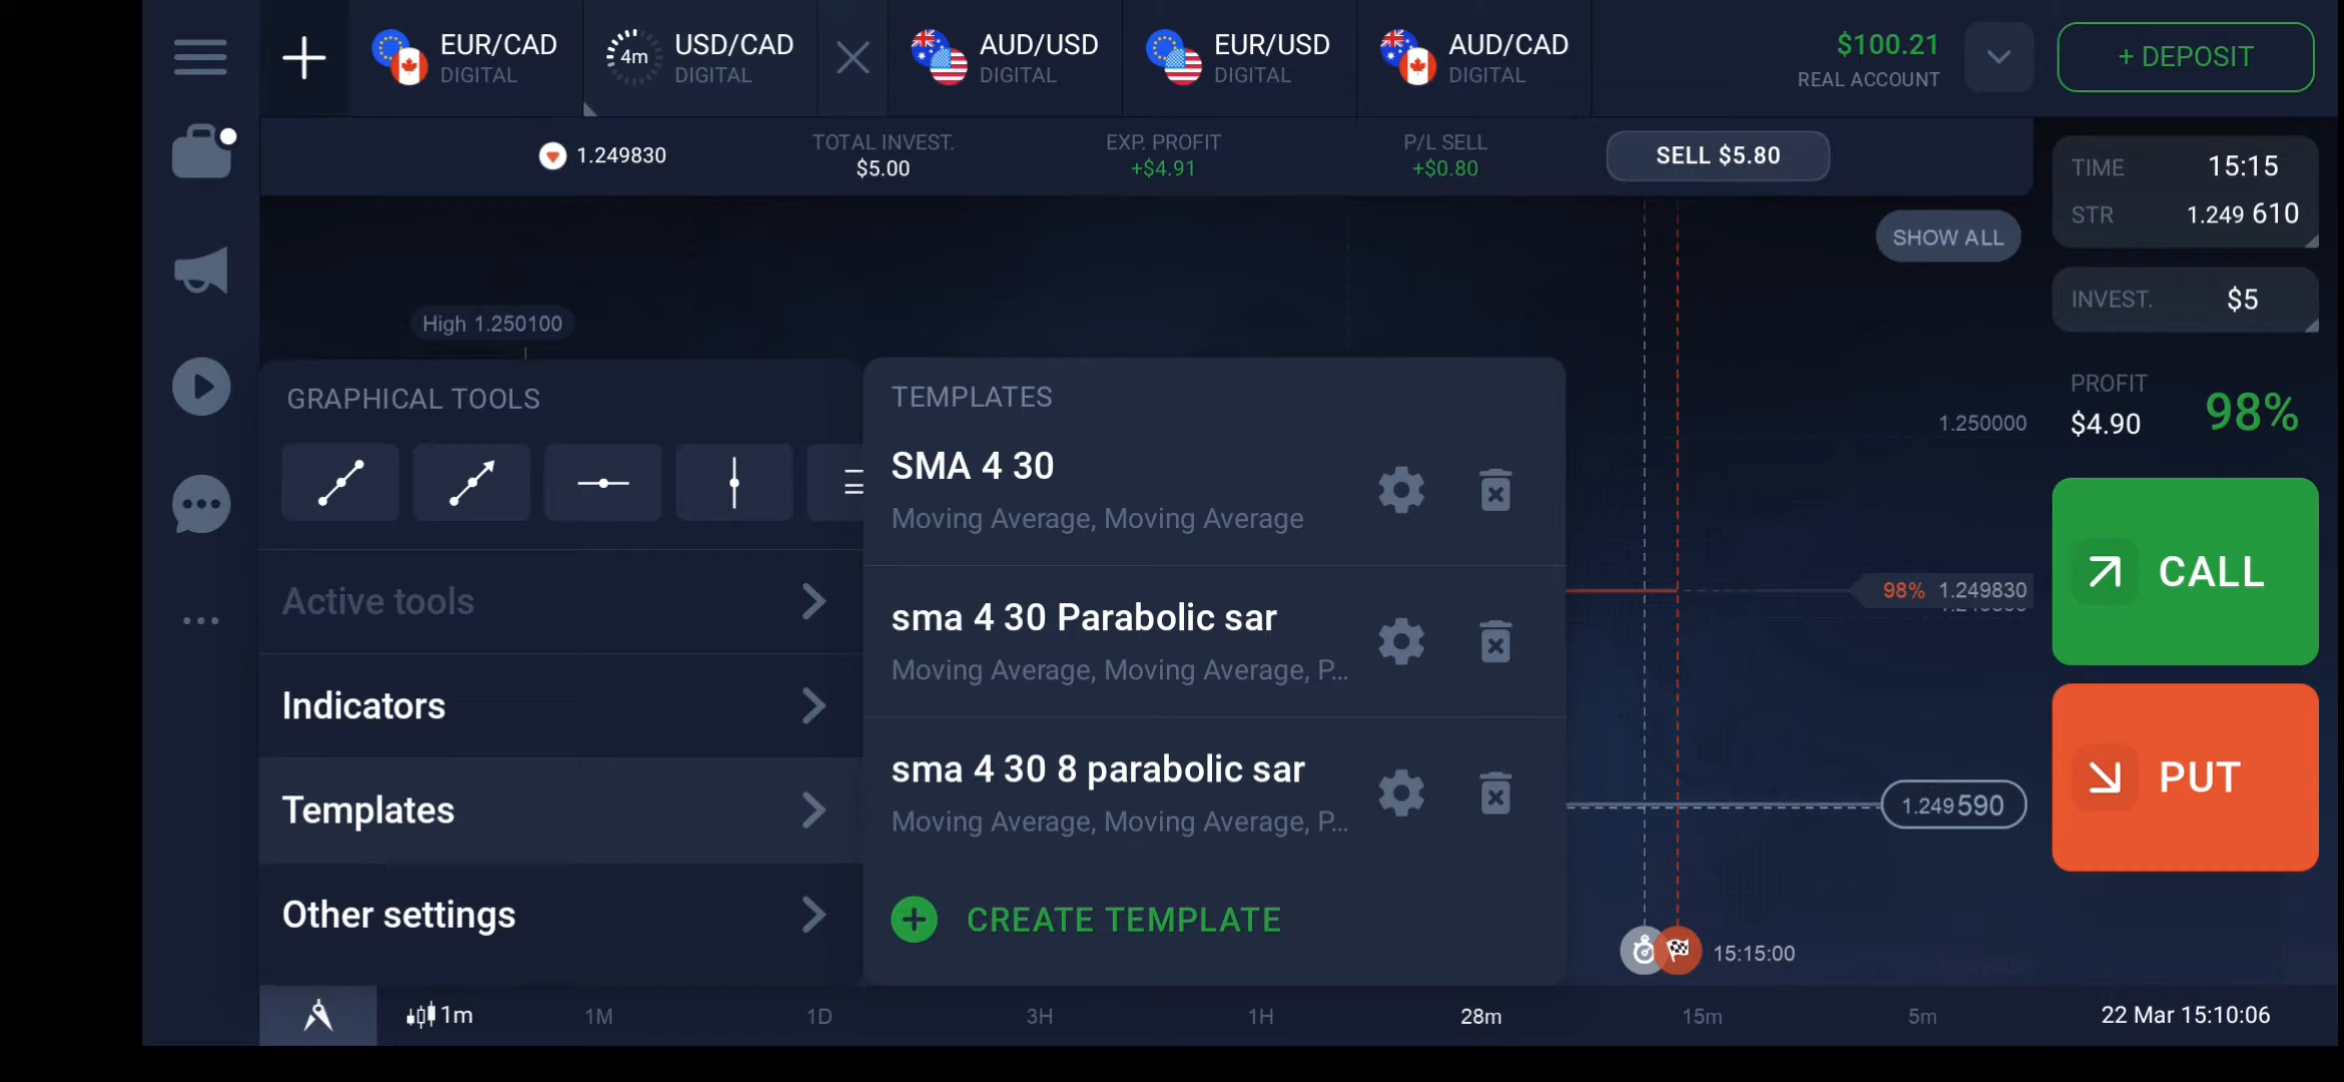 EUR/CAD
DIGITAL
4m
USD/CAD
DIGITAL
AUD/USD
DIGITAL
EUR/USD
DIGITAL
AUD/CAD
DIGITAL
$100.21
REAL ACCOUNT
+ DEPOSIT
1.249830
TOTAL INVEST.
$5.00
EXP. PROFIT
+$4.91
P/L SELL
+$0.80
SELL $5.80
TIME 15:15
STR 1.249 610
SHOW ALL
INVEST. $5
High 1.250100
PROFIT
$4.90
98%
1.250000
GRAPHICAL TOOLS
Active tools
Indicators
Templates
Other settings
TEMPLATES
SMA 4 30
Moving Average, Moving Average
sma 4 30 Parabolic sar
Moving Average, Moving Average, P...
sma 4 30 8 parabolic sar
Moving Average, Moving Average, P...
CREATE TEMPLATE
98% 1.249830
1.249590
CALL
PUT
15:15:00
1m
1M
1D
3H
1H
28m
15m
5m
22 Mar 15:10:06